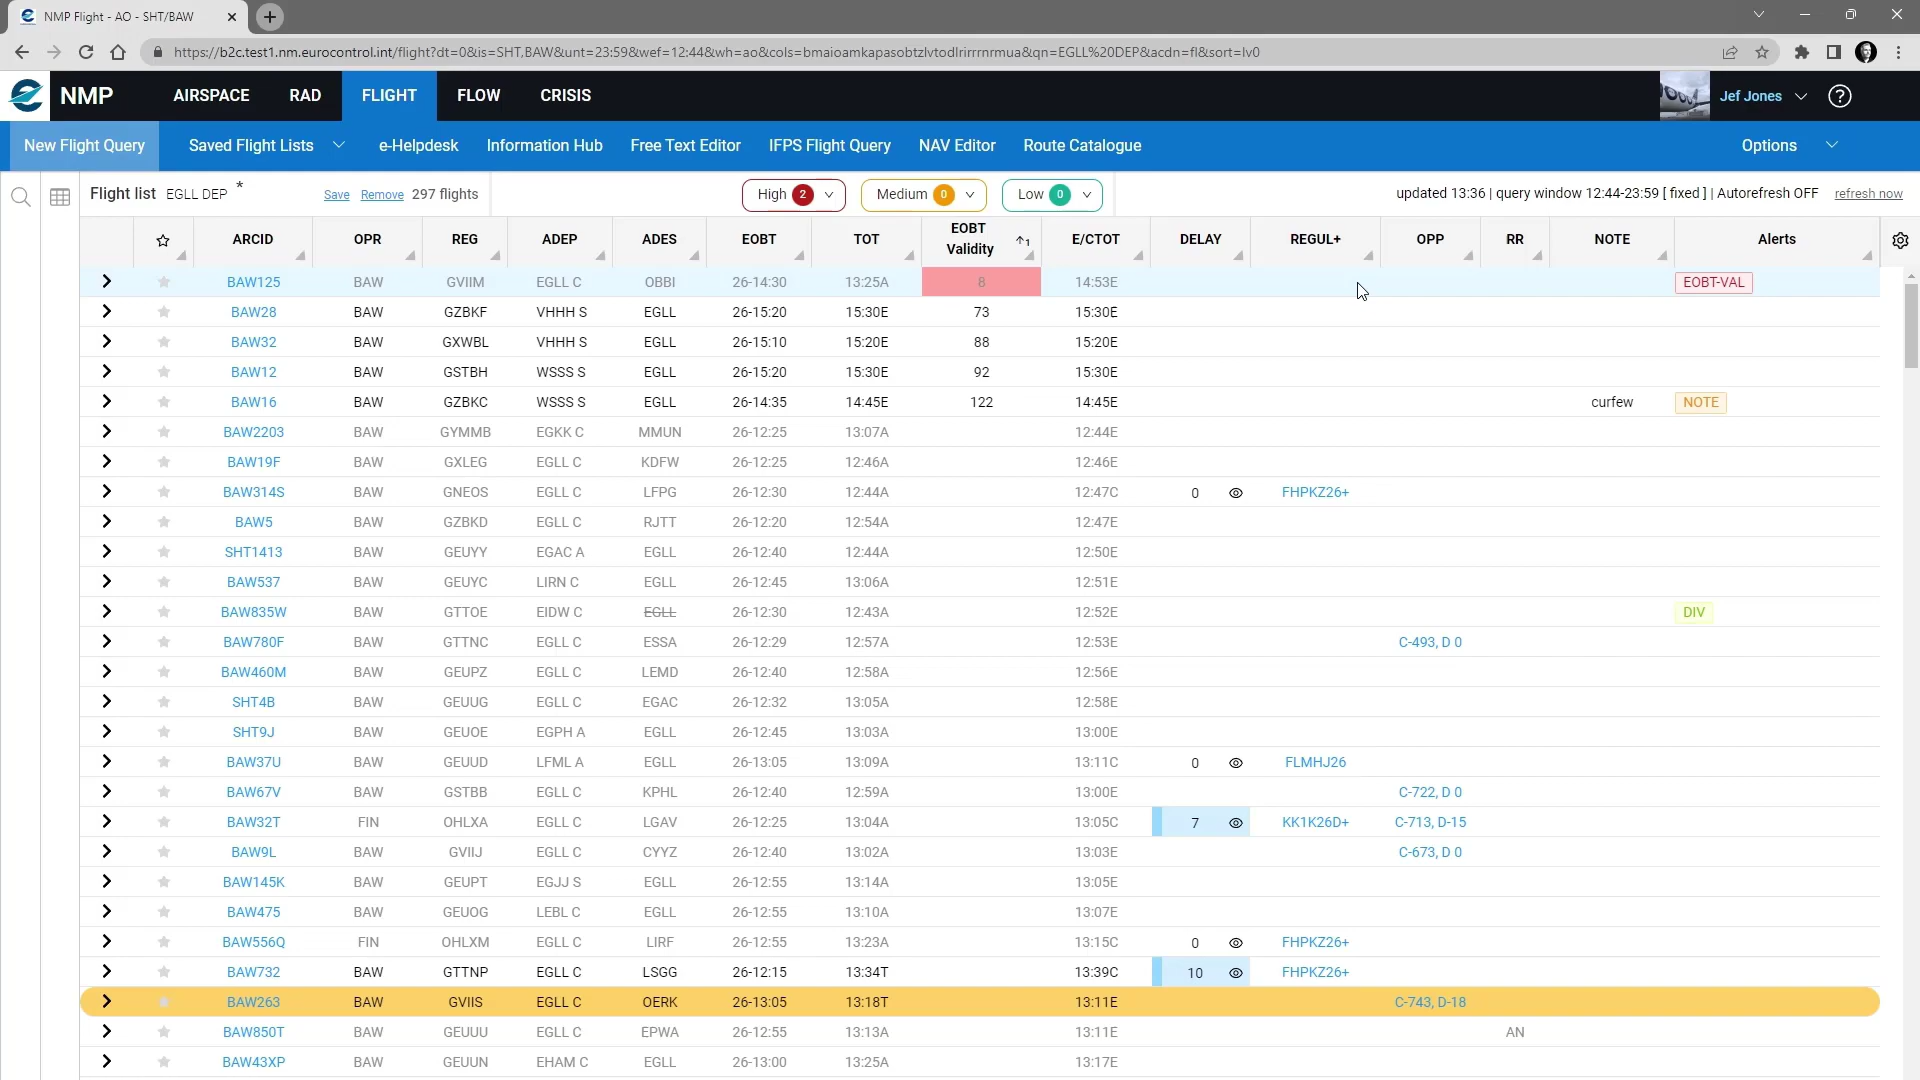 NMP Flight - AO - SHT/BAW
https://b2c.test1.nm.eurocontrol.int/flight?dt=0&is=SHT,BAW&unt=23:59&wef=12:44&wh=ao&cols=bmaioamkapasobtzlvtodlrirrrnrmua&qn=EGLL%20DEP&acdn=fl&sort=lv0
NMP AIRSPACE RAD FLIGHT FLOW CRISIS Jef Jones ?
New Flight Query Saved Flight Lists e-Helpdesk Information Hub Free Text Editor IFPS Flight Query NAV Editor Route Catalogue Options
Flight list EGLL DEP * Save Remove 297 flights High 2 Medium 0 Low 0 updated 13:36 | query window 12:44-23:59 [ fixed ] | Autorefresh OFF refresh now
ARCID OPR REG ADEP ADES EOBT TOT EOBT Validity 1 E/CTOT DELAY REGUL+ OPP RR NOTE Alerts
BAW125 BAW GVIIM EGLL C OBBI 26-14:30 13:25A 8 14:53E EOBT-VAL
BAW28 BAW GZBKF VHHH S EGLL 26-15:20 15:30E 73 15:30E
BAW32 BAW GXWBL VHHH S EGLL 26-15:10 15:20E 88 15:20E
BAW12 BAW GSTBH WSSS S EGLL 26-15:20 15:30E 92 15:30E
BAW16 BAW GZBKC WSSS S EGLL 26-14:35 14:45E 122 14:45E curfew NOTE
BAW2203 BAW GYMMB EGKK C MMUN 26-12:25 13:07A 12:44E
BAW19F BAW GXLEG EGLL C KDFW 26-12:25 12:46A 12:46E
BAW314S BAW GNEOS EGLL C LFPG 26-12:30 12:44A 12:47C 0 FHPKZ26+
BAW5 BAW GZBKD EGLL C RJTT 26-12:20 12:54A 12:47E
SHT1413 BAW GEUYY EGAC A EGLL 26-12:40 12:44A 12:50E
BAW537 BAW GEUYC LIRN C EGLL 26-12:45 13:06A 12:51E
BAW835W BAW GTTOE EIDW C EGLL 26-12:30 12:43A 12:52E DIV
BAW780F BAW GTTNC EGLL C ESSA 26-12:29 12:57A 12:53E C-493, D 0
BAW460M BAW GEUPZ EGLL C LEMD 26-12:40 12:58A 12:56E
SHT4B BAW GEUUG EGLL C EGAC 26-12:32 13:05A 12:58E
SHT9J BAW GEUOE EGPH A EGLL 26-12:45 13:03A 13:00E
BAW37U BAW GEUUD LFML A EGLL 26-13:05 13:09A 13:11C 0 FLMHJ26
BAW67V BAW GSTBB EGLL C KPHL 26-12:40 12:59A 13:00E C-722, D 0
BAW32T FIN OHLXA EGLL C LGAV 26-12:25 13:04A 13:05C 7 KK1K26D+ C-713, D-15
BAW9L BAW GVIIJ EGLL C CYYZ 26-12:40 13:02A 13:03E C-673, D 0
BAW145K BAW GEUPT EGJJ S EGLL 26-12:55 13:14A 13:05E
BAW475 BAW GEUOG LEBL C EGLL 26-12:55 13:10A 13:07E
BAW556Q FIN OHLXM EGLL C LIRF 26-12:55 13:23A 13:15C 0 FHPKZ26+
BAW732 BAW GTTNP EGLL C LSGG 26-12:15 13:34T 13:39C 10 FHPKZ26+
BAW263 BAW GVIIS EGLL C OERK 26-13:05 13:18T 13:11E C-743, D-18
BAW850T BAW GEUUU EGLL C EPWA 26-12:55 13:13A 13:11E AN
BAW43XP BAW GEUUN EHAM C EGLL 26-13:00 13:25A 13:17E